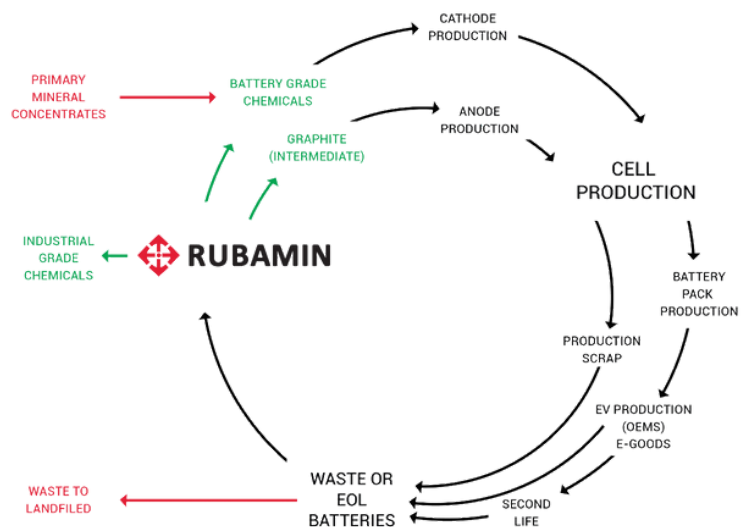 CATHODE
PRODUCTION
PRIMARY
MINERAL
CONCENTRATES
BATTERY GRADE
CHEMICALS
ANODE
PRODUCTION
GRAPHITE
(INTERMEDIATE)
CELL
PRODUCTION
INDUSTRIAL
GRADE
CHEMICALS
RUBAMIN
BATTERY
PACK
PRODUCTION
PRODUCTION
SCRAP
EV PRODUCTION
(OEMS)
E-GOODS
WASTE OR
EOL
BATTERIES
SECOND
LIFE
WASTE TO
LANDFILED